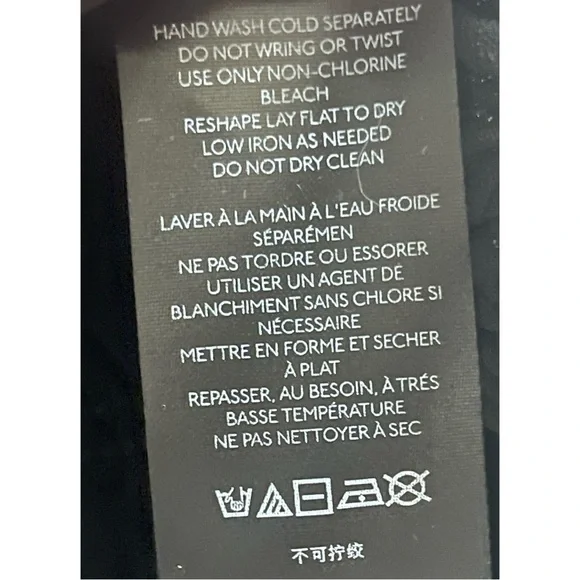 HAND WASH COLD SEPARATELY
DO NOT WRING OR TWIST
USE ONLY NON-CHLORINE
BLEACH
RESHAPE LAY FLAT TO DRY
LOW IRON AS NEEDED
DO NOT DRY CLEAN
LAVER À LA MAIN À L'EAU FROIDE
SÉPARÉMEN
NE PAS TORDRE OU ESSORER
UTILISER UN AGENT DE
BLANCHIMENT SANS CHLORE SI
NÉCESSAIRE
METTRE EN FORME ET SECHER
À PLAT
REPASSER, AU BESOIN, À TRÉS
BASSE TEMPÉRATURE
NE PAS NETTOYER À SEC
不可拧绞